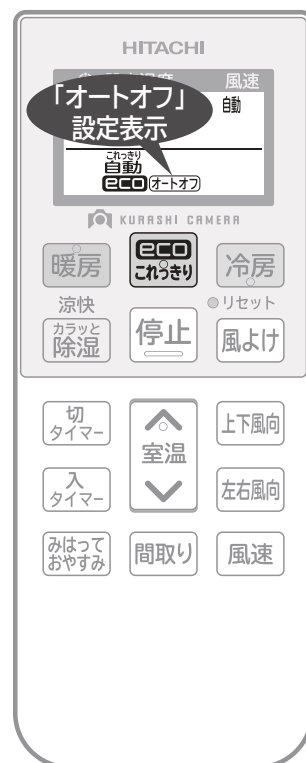 HITACHI
風速
「オートオフ」
設定表示
自動
これっきり
自動
eco オートオフ
KURASHI CAMERA
暖房
eco
これっきり
冷房
涼快
リセット
カラッと
除湿
停止
風よけ
切
タイマー
室温
上下風向
入
タイマー
左右風向
みはって
おやすみ
間取り
風速